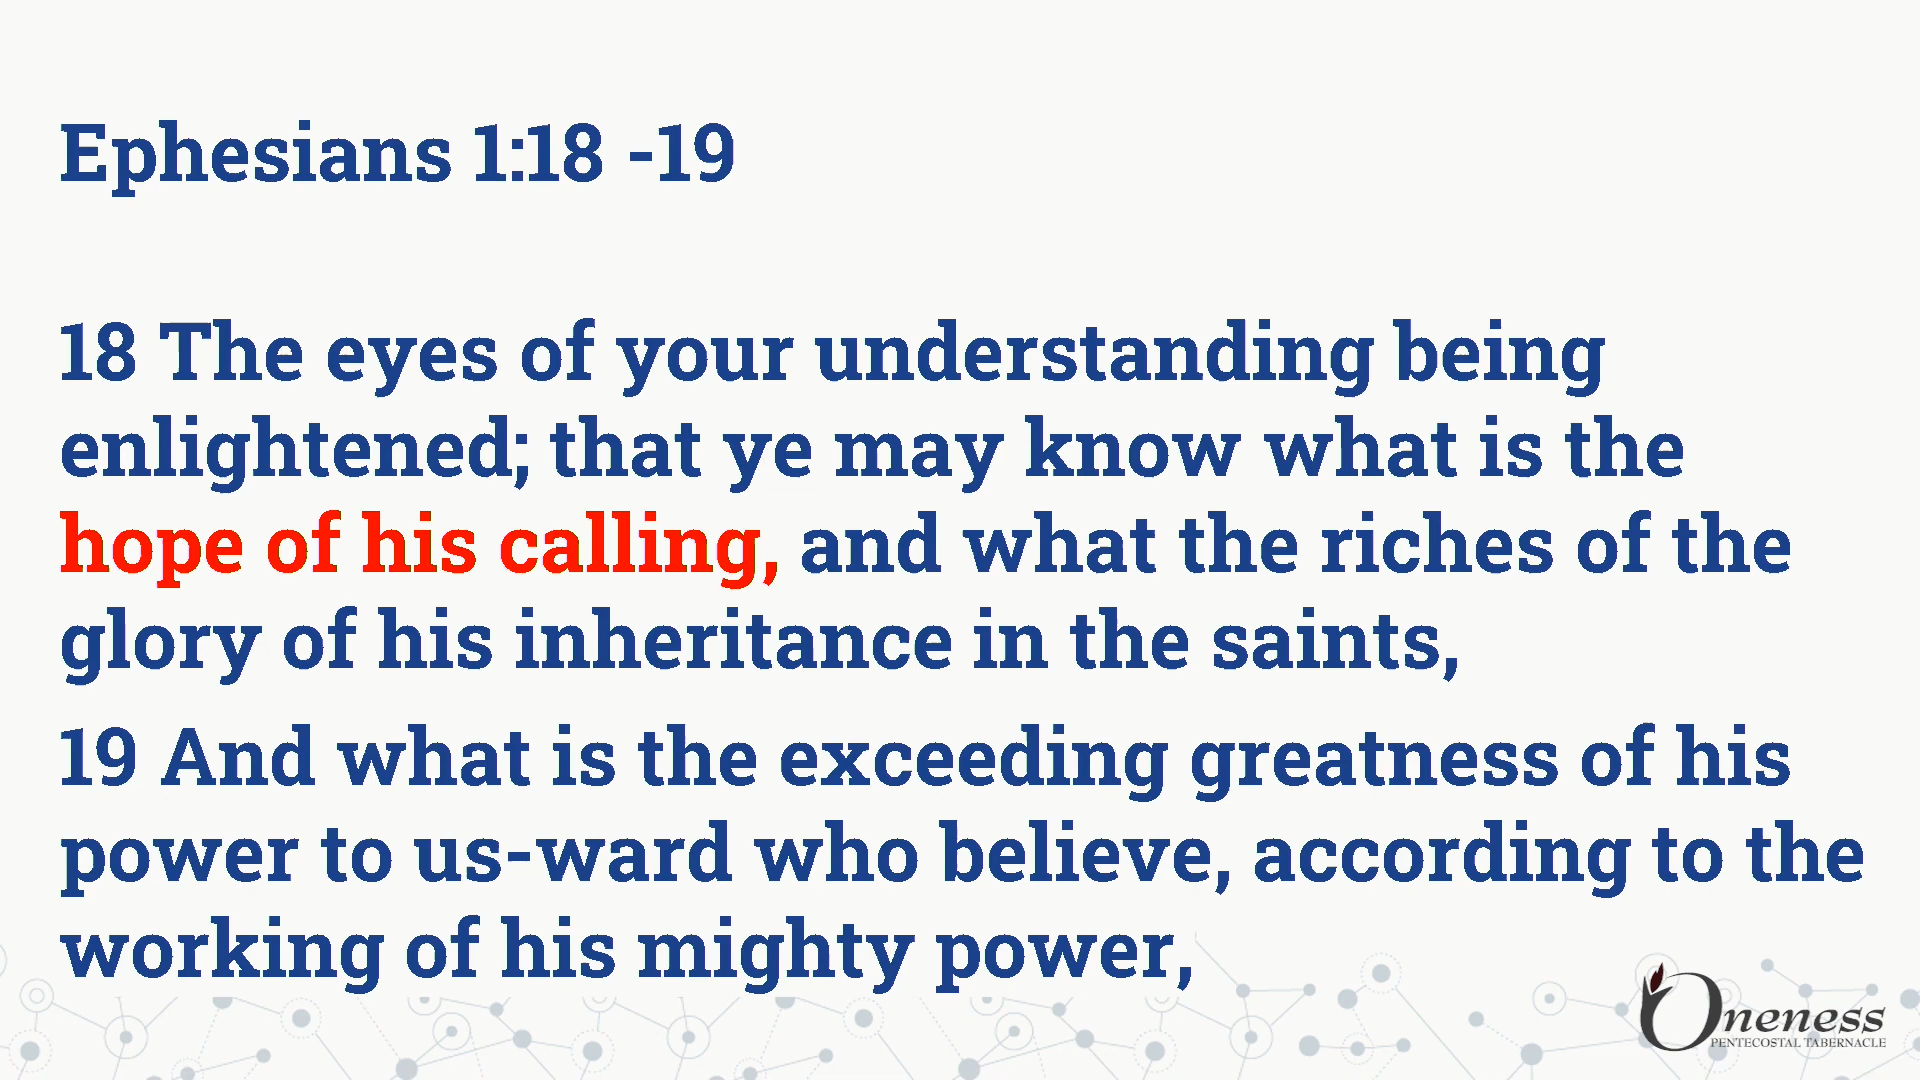 Ephesians 1:18 -19
18 The eyes of your understanding being
enlightened; that ye may know what is the
hope of his calling, and what the riches of the
glory of his inheritance in the saints,
19 And what is the exceeding greatness of his
power to us-ward who believe, according to the
working of his mighty power,
Oneness
PENTECOSTAL TABERNACLE